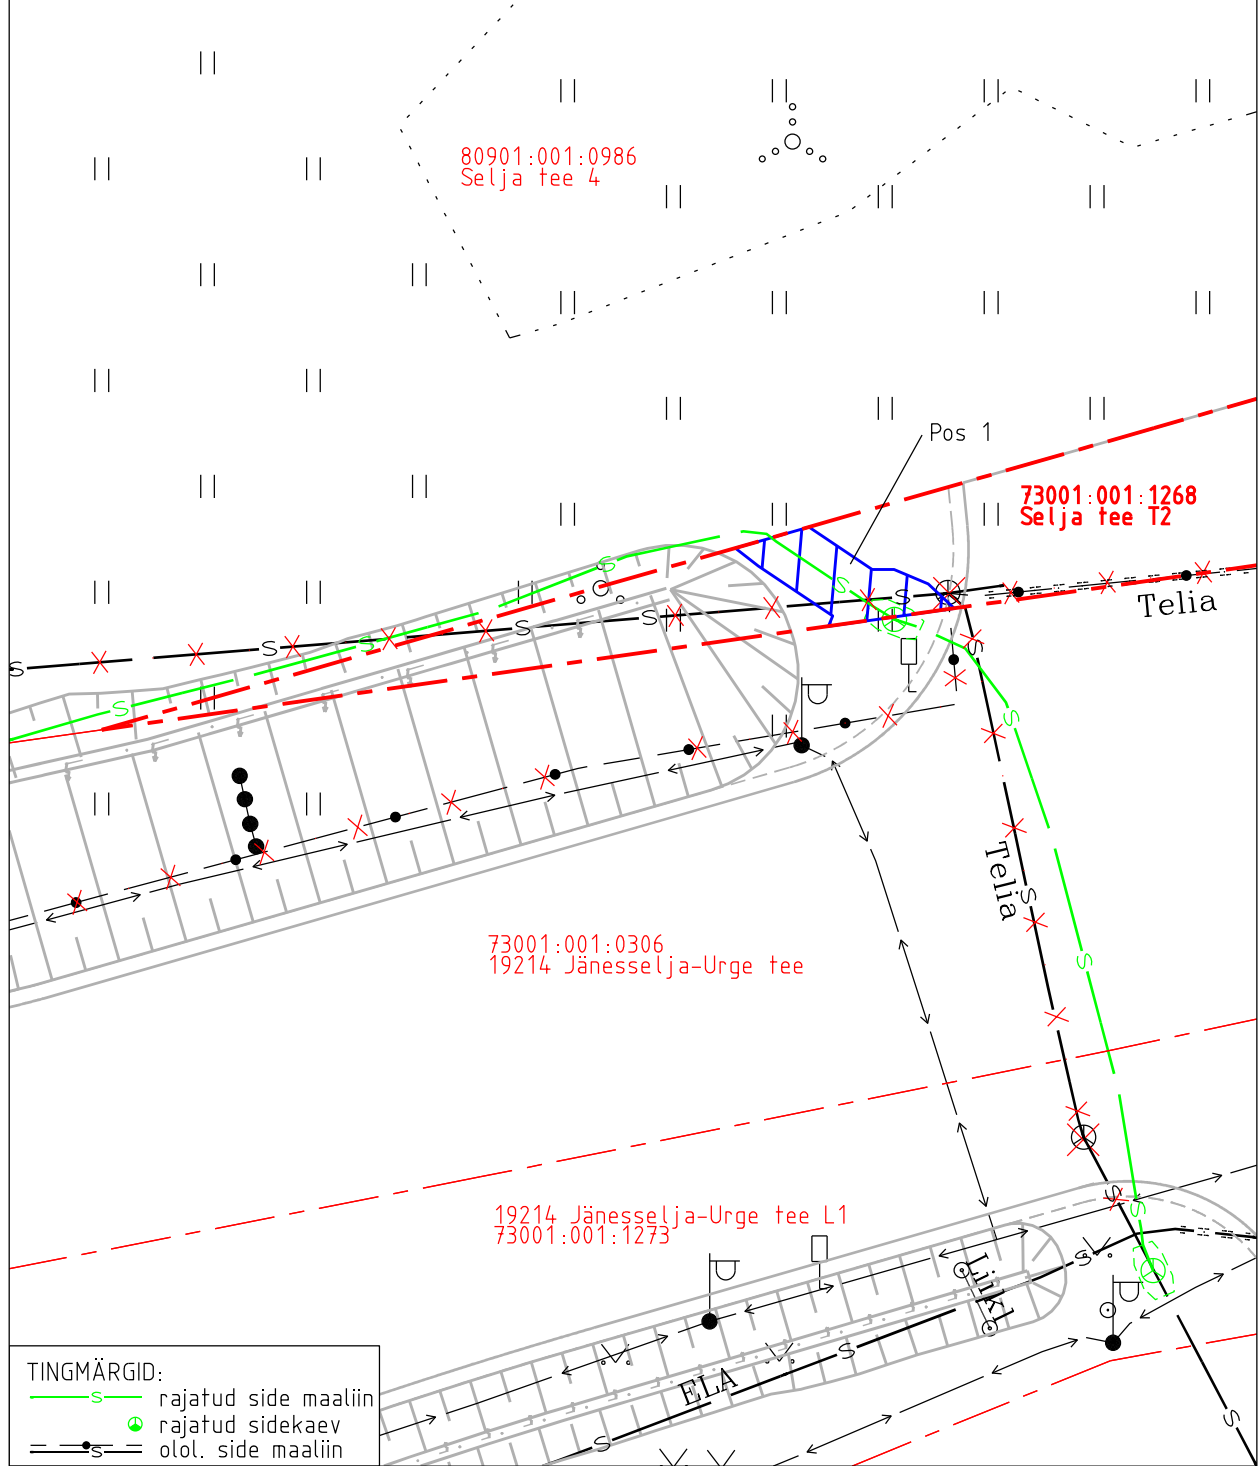 80901:001:0986
Selja tee 4
Pos 1
73001:001:1268
Selja tee T2
Telia
Telia
73001:001:0306
19214 Jänesselja-Urge tee
19214 Jänesselja-Urge tee L1
73001:001:1273
Liikl
ELA
TINGMÄRGID:
S rajatud side maaliin
rajatud sidekaev
S olol. side maaliin